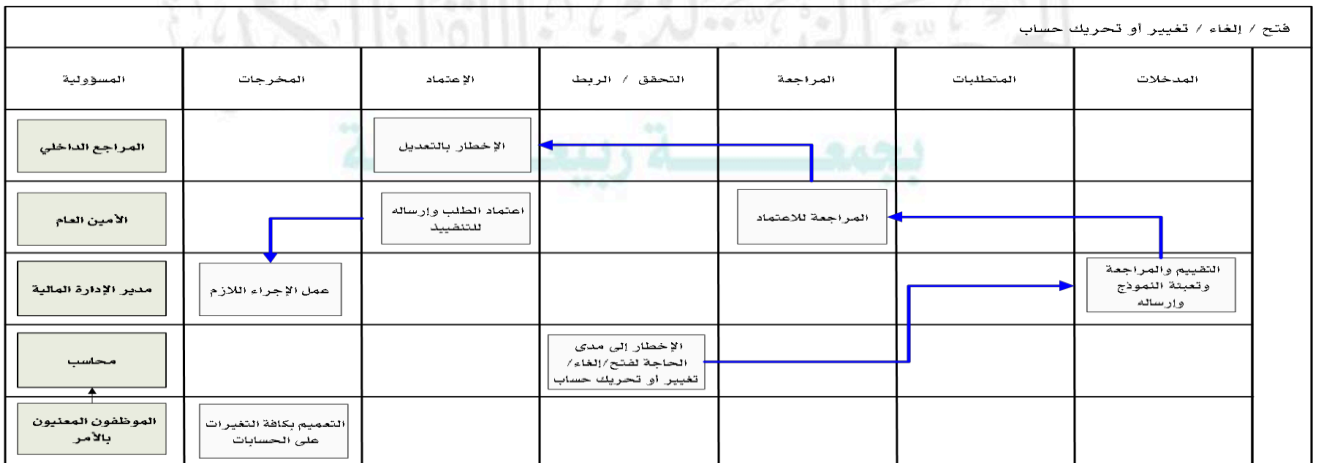 فتح / إلغاء / تغيير أو تحريك حساب
المدخلات
المتطلبات
المراجعة
التحقق / الربط
الإعتماد
المخرجات
المسؤولية
الإخطار بالتعديل
المراجع الداخلي
المراجعة للاعتماد
اعتماد الطلب وإرساله
للتنفييذ
الأمين العام
التقييم والمراجعة
وتعبئة النموذج
وإرساله
عمل الإجراء اللازم
مدير الإدارة المالية
الإخطار إلى مدى
الحاجة لفتح/إلغاء/
تغيير او تحريك حساب
محاسب
التعميم بكافة التغيرات
على الحسابات
الموظفون المعنيون
بالأمر